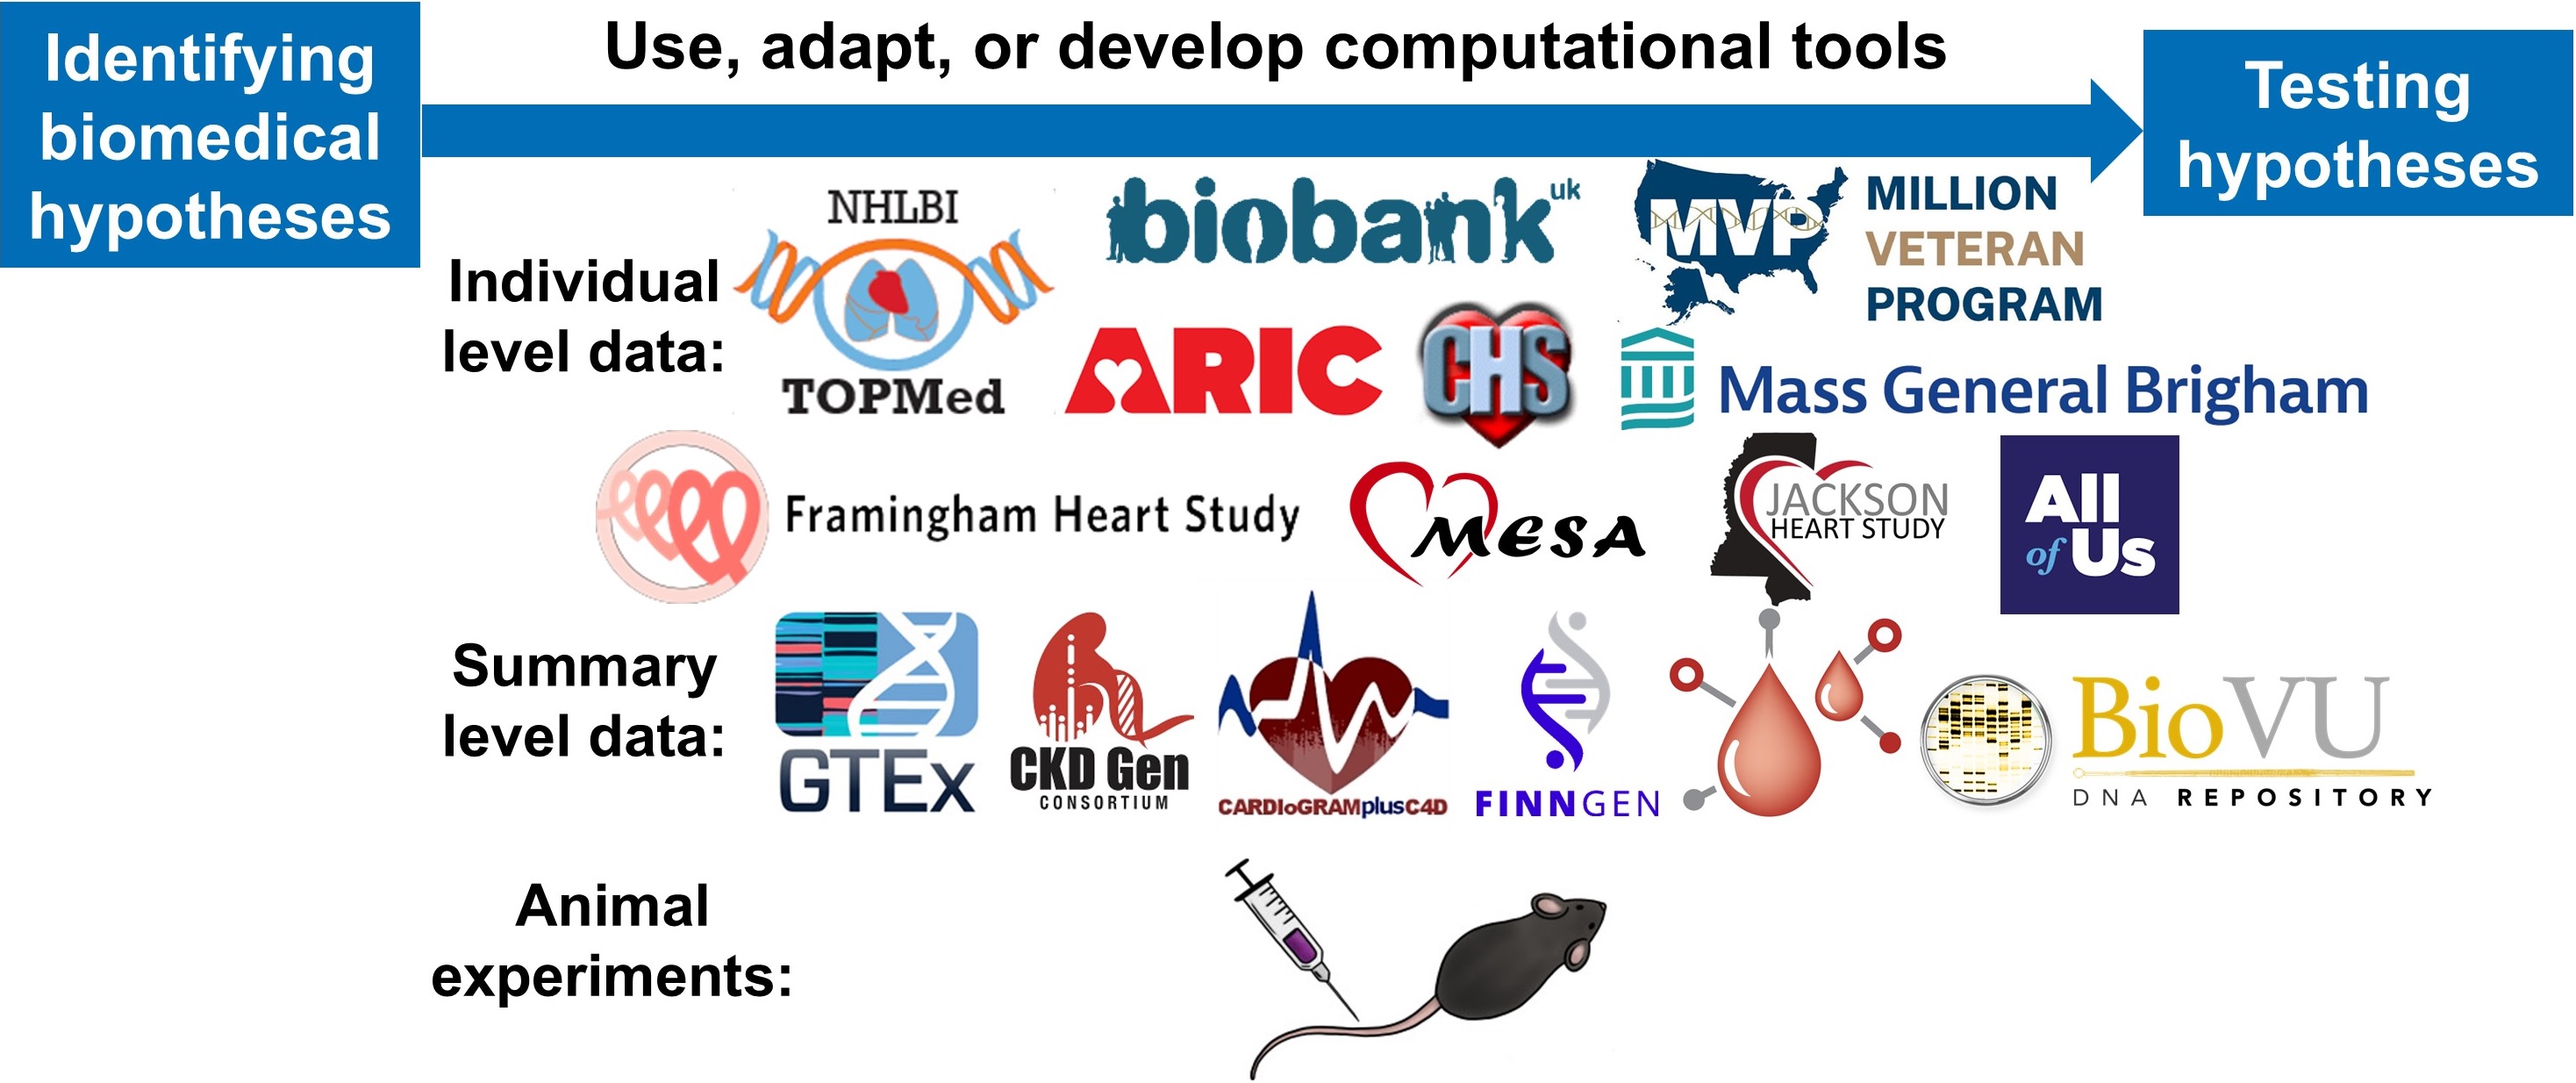 Identifying
biomedical
hypotheses
Use, adapt, or develop computational tools
Testing
hypotheses
Individual
level data:
NHLBI
TOPMed
biobank uk
MVP
MILLION
VETERAN
PROGRAM
ARIC
CHS
Mass General Brigham
Framingham Heart Study
MESA
JACKSON
HEART STUDY
All
of Us
Summary
level data:
GTEx
CKD Gen
CONSORTIUM
CARDIoGRAMplusC4D
FINNGEN
BioVU
DNA REPOSITORY
Animal
experiments: